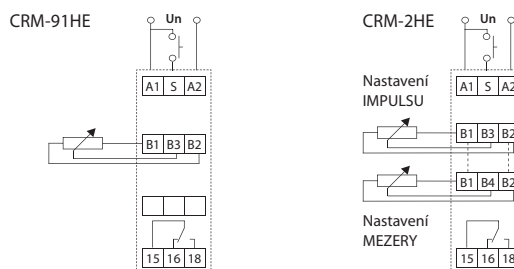 CRM-91HE
Un
A1 S A2
B1 B3 B2
15 16 18
CRM-2HE
Un
Nastavení
IMPULSU
A1 S A2
B1 B3 B2
B1 B4 B2
Nastavení
MEZERY
15 16 18